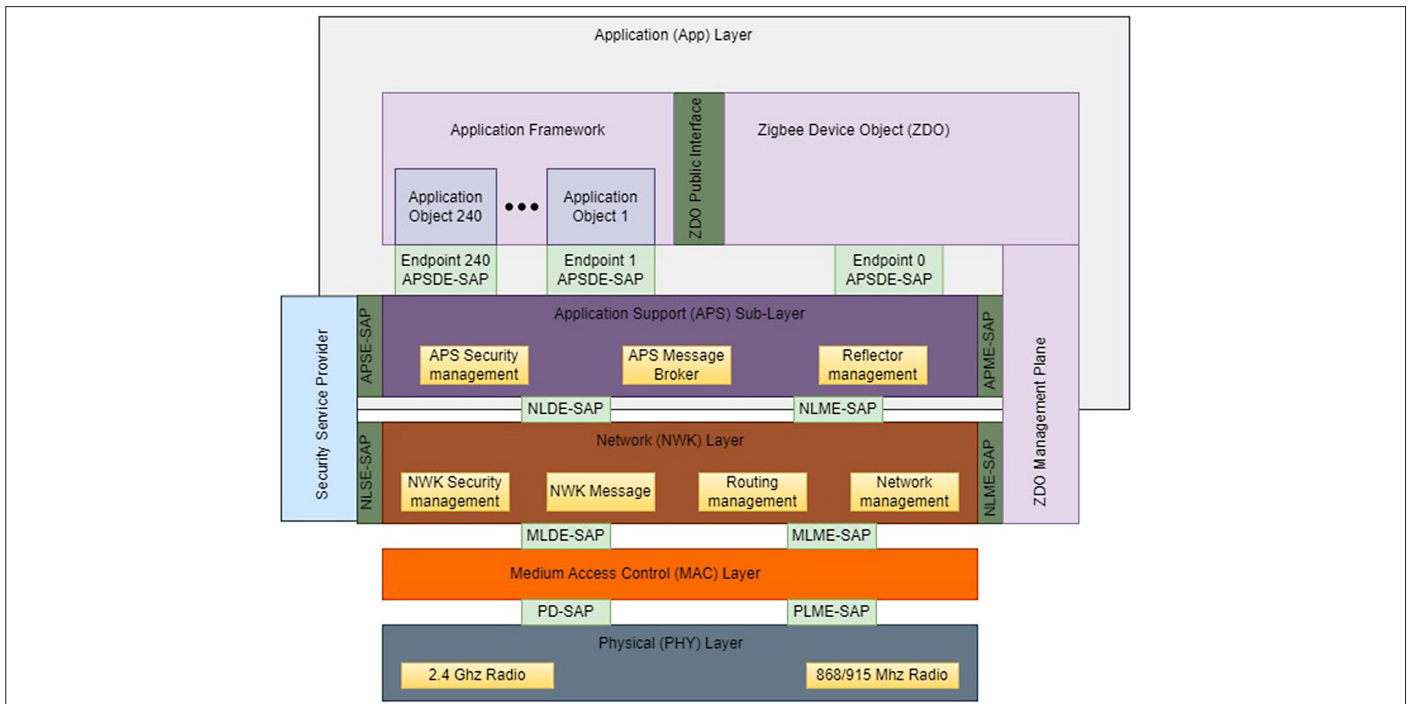 Application (App) Layer
Application Framework
ZDO Public Interface
Zigbee Device Object (ZDO)
Application
Object 240
•••
Application
Object 1
Endpoint 240
APSDE-SAP
Endpoint 1
APSDE-SAP
Endpoint 0
APSDE-SAP
Security Service Provider
APSE-SAP
Application Support (APS) Sub-Layer
APS Security
management
APS Message
Broker
Reflector
management
APME-SAP
ZDO Management Plane
NLDE-SAP
NLME-SAP
NLSE-SAP
Network (NWK) Layer
NWK Security
management
NWK Message
Routing
management
Network
management
NLME-SAP
MLDE-SAP
MLME-SAP
Medium Access Control (MAC) Layer
PD-SAP
PLME-SAP
Physical (PHY) Layer
2.4 Ghz Radio
868/915 Mhz Radio